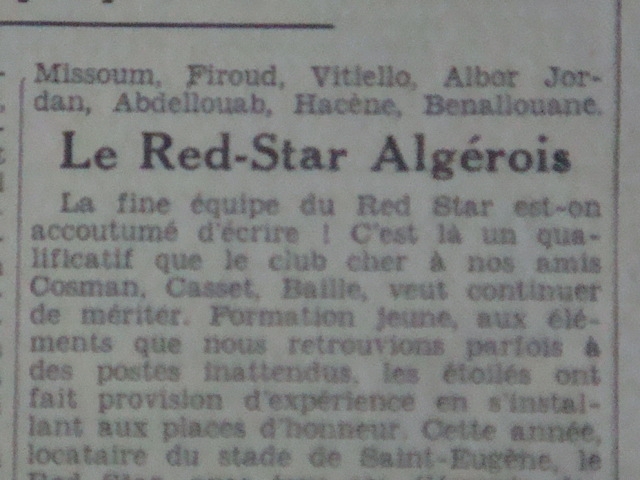 Missoum, Firoud, Vitiello, Albor Jor-
dan, Abdellouab, Hacène, Benallouane.
Le Red-Star Algérois
La fine équipe du Red Star est-on
accoutumé d'écrire ! C'est là un qua-
lificatif que le club cher à nos amis
Cosman, Casset, Baille, veut continuer
de mériter. Formation jeune, aux élé-
ments que nous retrouvions parfois à
des postes inattendus, les étoilés ont
fait provision d'expérience en s'instal-
lant aux places d'honneur. Cette année,
locataire du stade de Saint-Eugène, le
Red Star